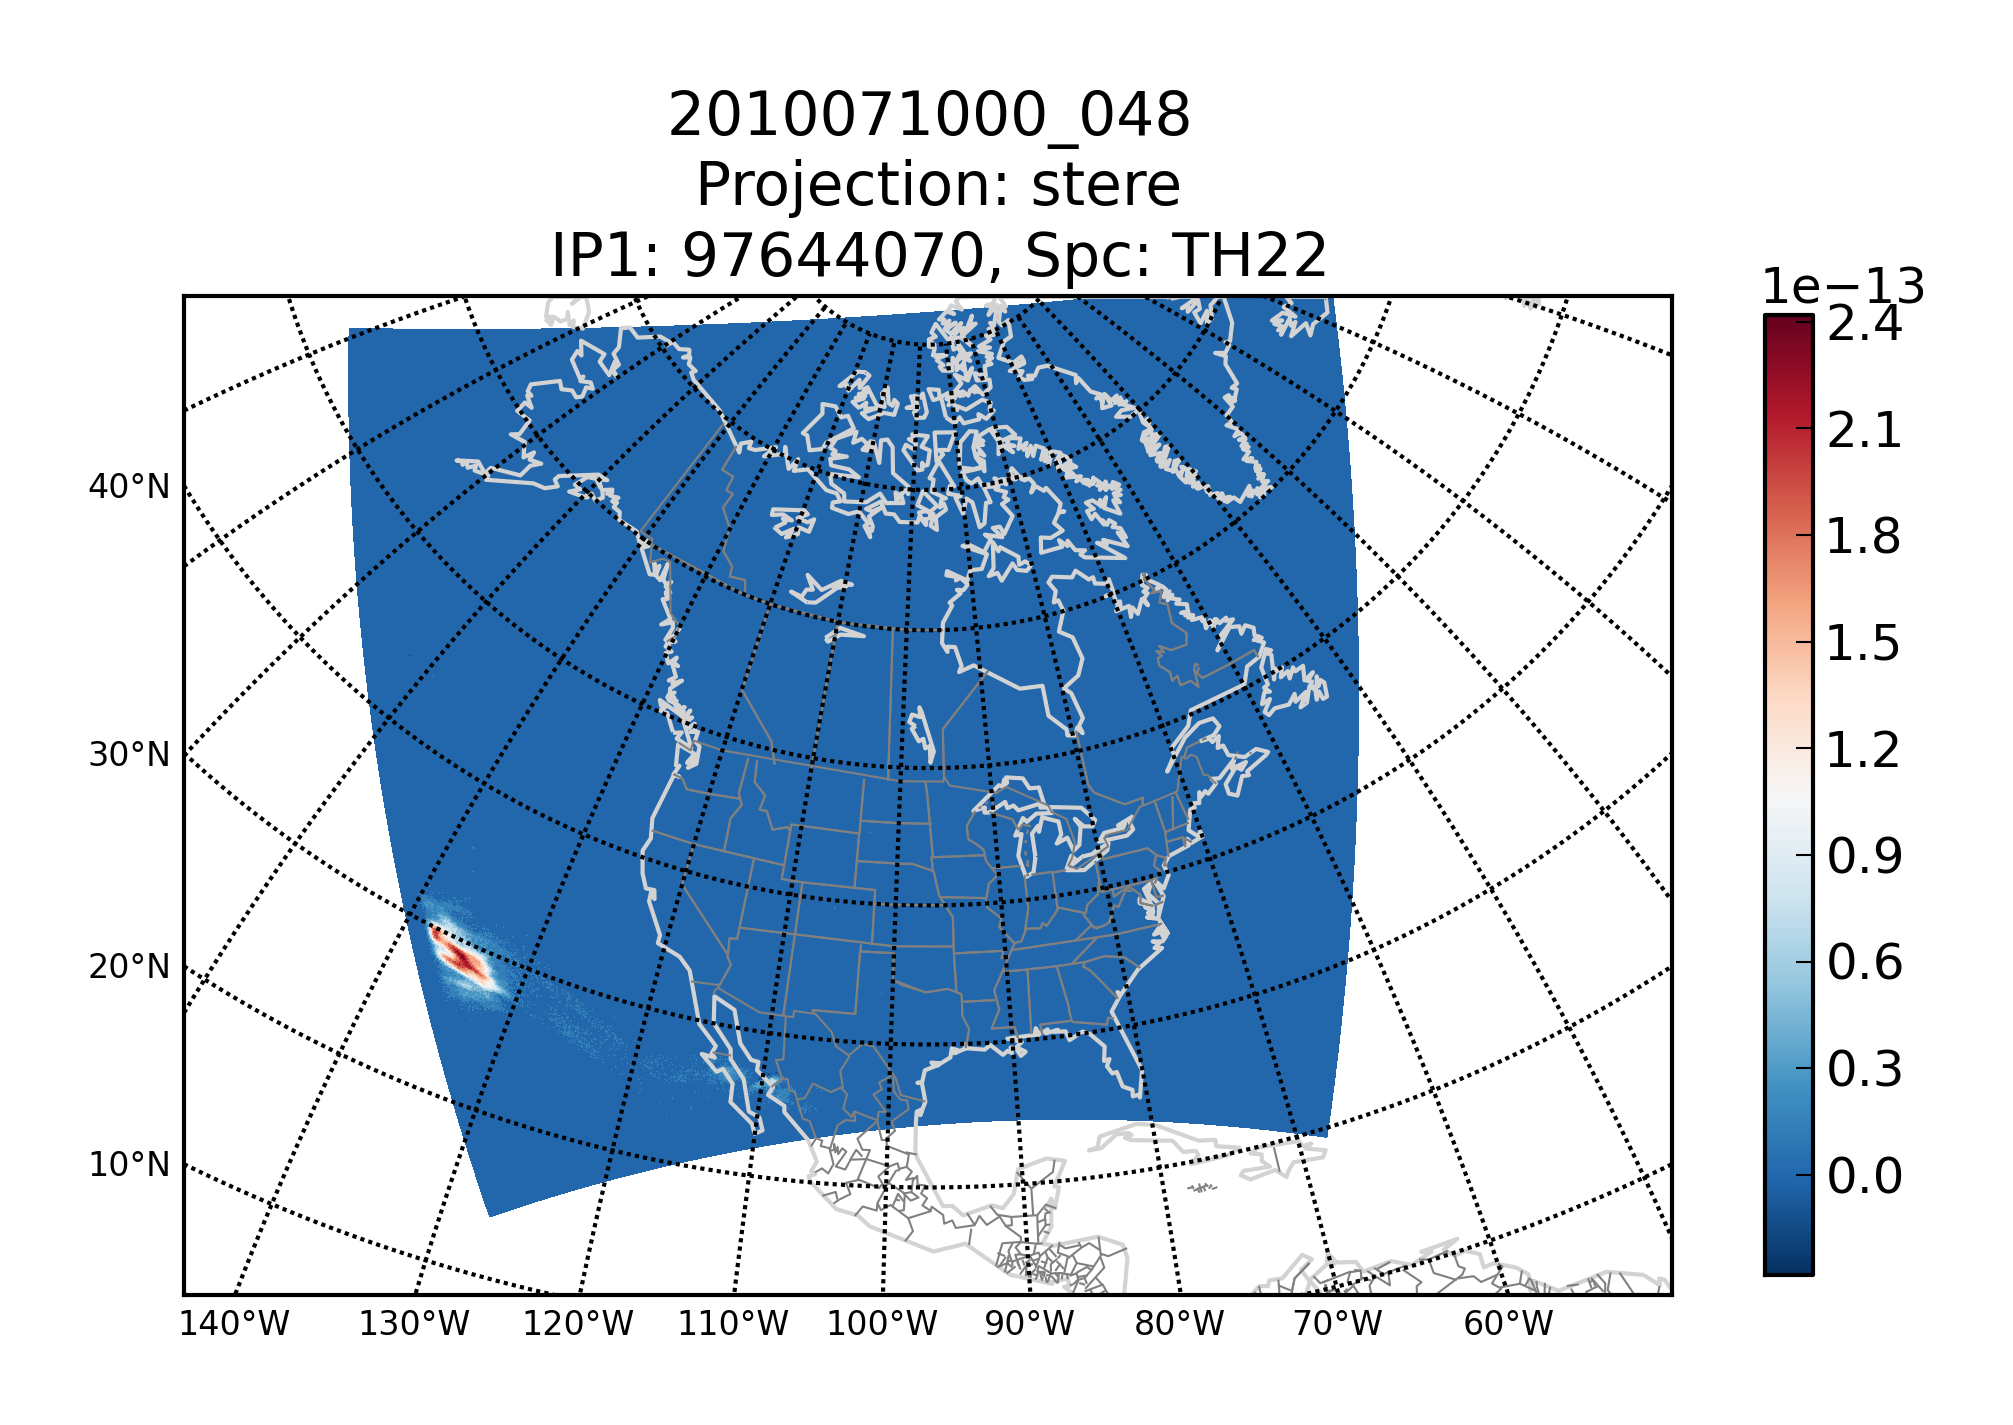 2010071000_048
Projection: stere
IP1: 97644070, Spc: TH22
1e−13
2.4
2.1
1.8
1.5
1.2
0.9
0.6
0.3
0.0
40°N
30°N
20°N
10°N
140°W 130°W 120°W 110°W 100°W 90°W 80°W 70°W 60°W